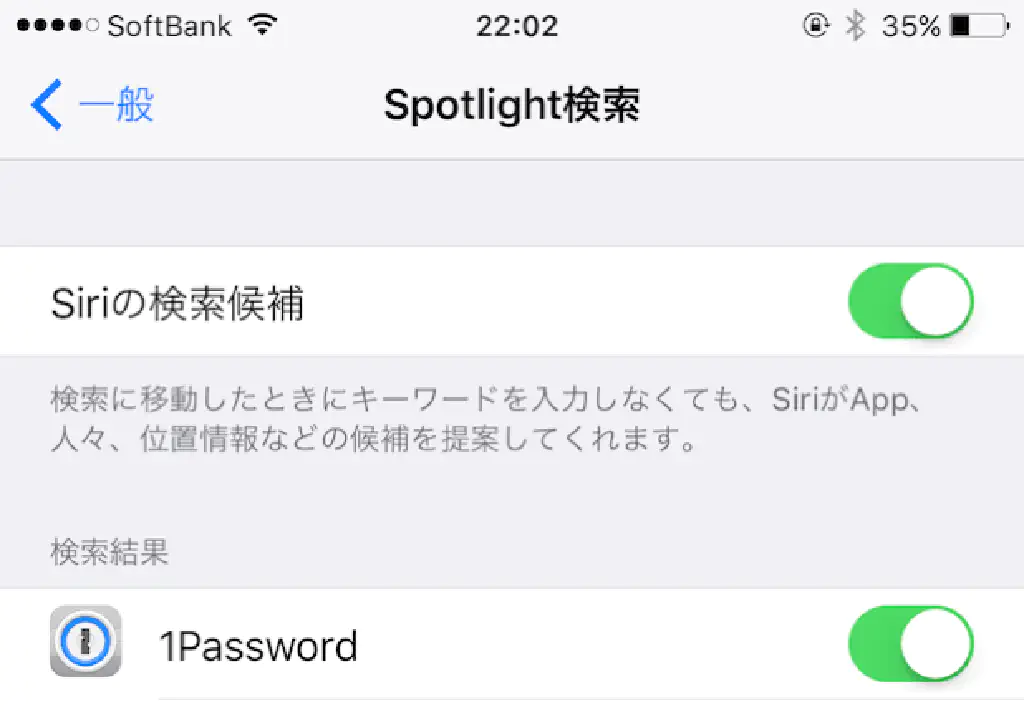 SoftBank 22:02 35%
一般 Spotlight検索
Siriの検索候補
検索に移動したときにキーワードを入力しなくても、SiriがApp、
人々、位置情報などの候補を提案してくれます。
検索結果
1Password